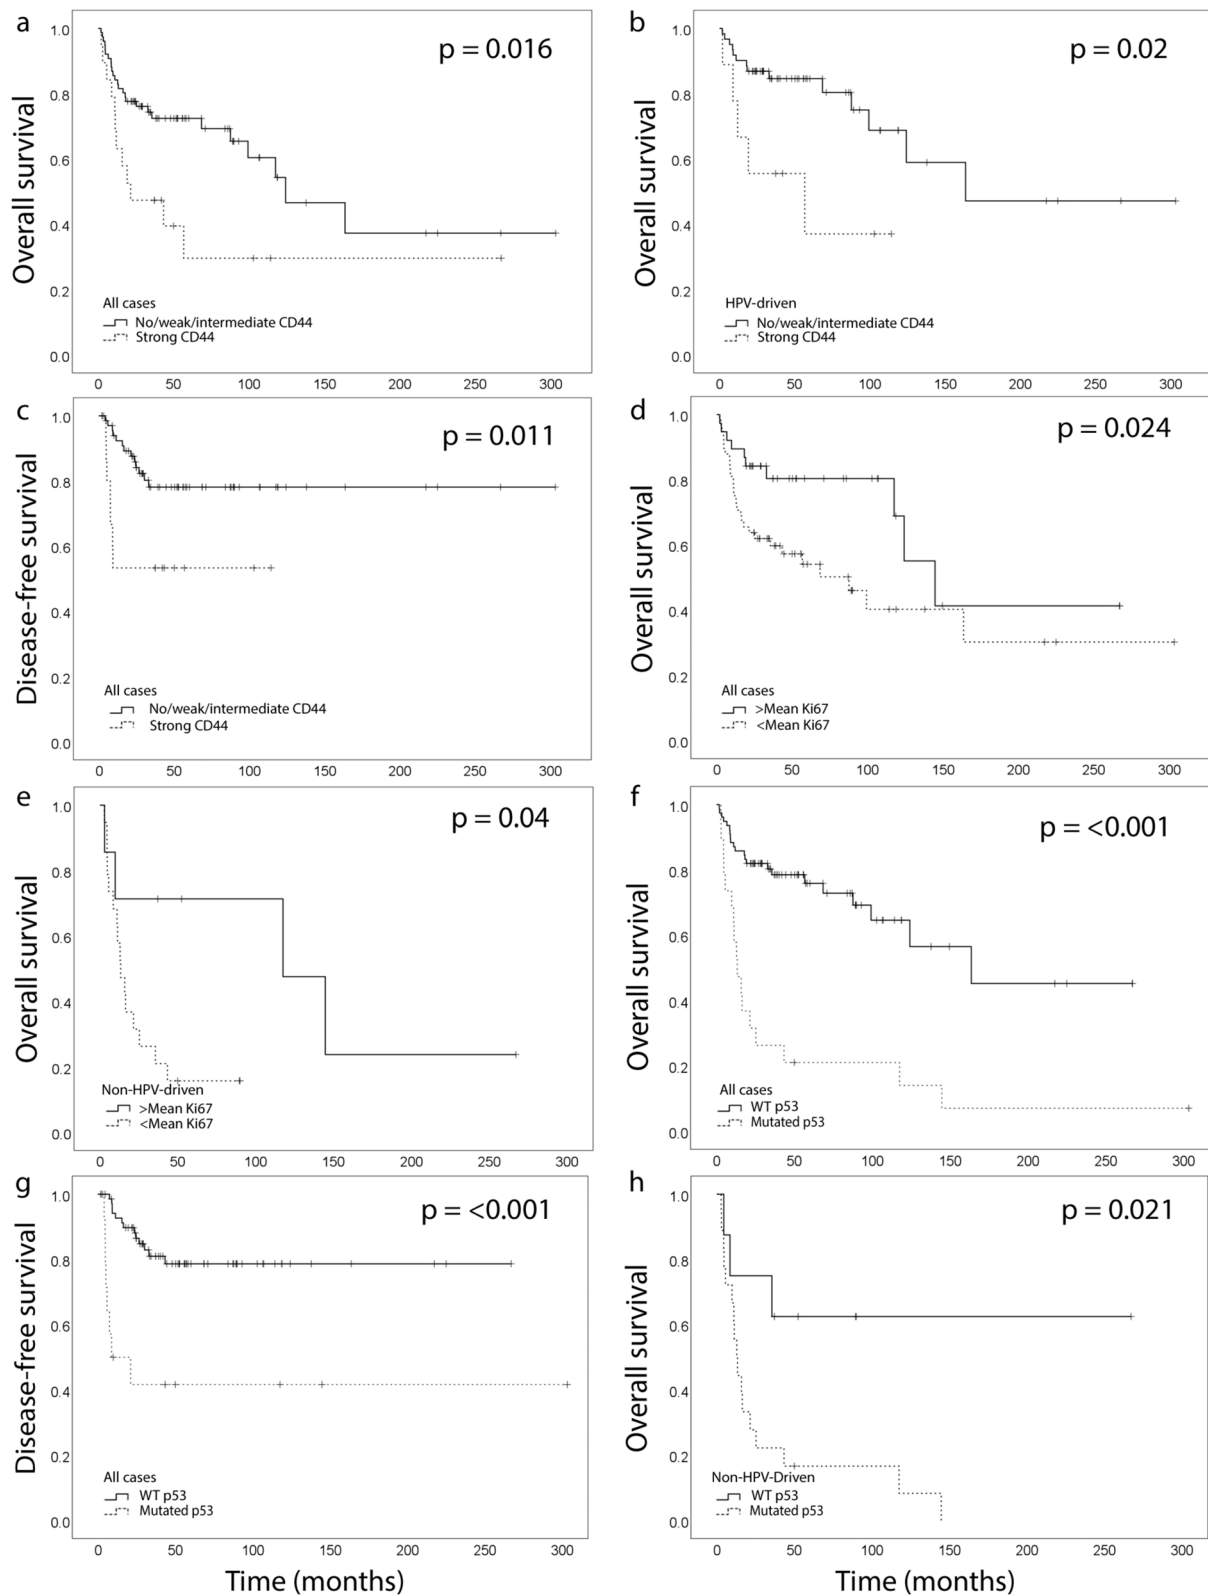 a
p = 0.016
Overall survival
1.0
0.8
0.6
0.4
0.2
0.0
All cases
No/weak/intermediate CD44
Strong CD44
0 50 100 150 200 250 300
b
p = 0.02
Overall survival
1.0
0.8
0.6
0.4
0.2
0.0
HPV-driven
No/weak/intermediate CD44
Strong CD44
0 50 100 150 200 250 300
c
p = 0.011
Disease-free survival
1.0
0.8
0.6
0.4
0.2
0.0
All cases
No/weak/intermediate CD44
Strong CD44
0 50 100 150 200 250 300
d
p = 0.024
Overall survival
1.0
0.8
0.6
0.4
0.2
0.0
All cases
>Mean Ki67
<Mean Ki67
0 50 100 150 200 250 300
e
p = 0.04
Overall survival
1.0
0.8
0.6
0.4
0.2
0.0
Non-HPV-driven
>Mean Ki67
<Mean Ki67
0 50 100 150 200 250 300
f
p = <0.001
Overall survival
1.0
0.8
0.6
0.4
0.2
0.0
All cases
WT p53
Mutated p53
0 50 100 150 200 250 300
g
p = <0.001
Disease-free survival
1.0
0.8
0.6
0.4
0.2
0.0
All cases
WT p53
Mutated p53
0 50 100 150 200 250 300
Time (months)
h
p = 0.021
Overall survival
1.0
0.8
0.6
0.4
0.2
0.0
Non-HPV-Driven
WT p53
Mutated p53
0 50 100 150 200 250 300
Time (months)